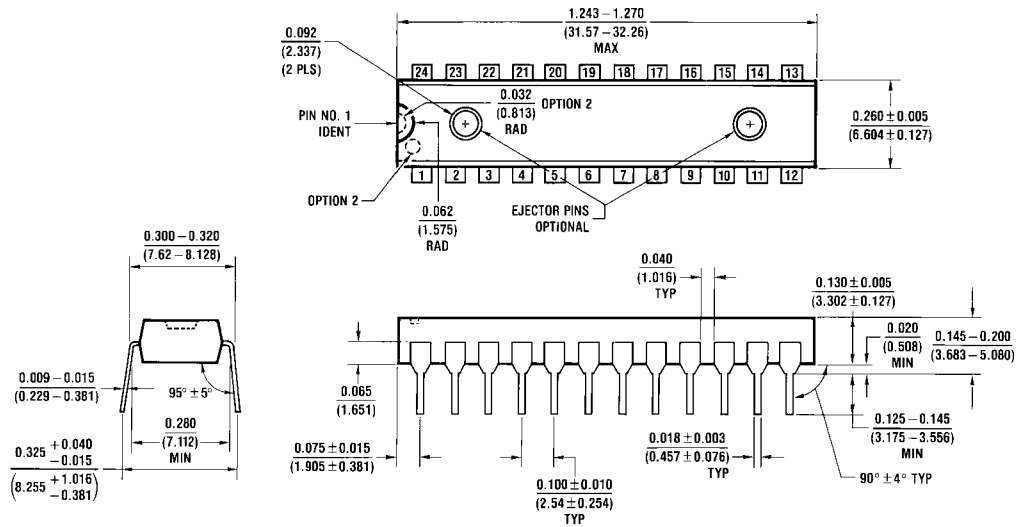 1.243 – 1.270
(31.57 – 32.26)
MAX
0.092
(2.337)
(2 PLS)
24 23 22 21 20 19 18 17 16 15 14 13
0.032
(0.813)
RAD
OPTION 2
PIN NO. 1
IDENT
0.260 ± 0.005
(6.604 ± 0.127)
1 2 3 4 5 6 7 8 9 10 11 12
OPTION 2
0.062
(1.575)
RAD
EJECTOR PINS
OPTIONAL
0.300 – 0.320
(7.62 – 8.128)
0.040
(1.016)
TYP
0.130 ± 0.005
(3.302 ± 0.127)
0.020
(0.508)
MIN
0.145 – 0.200
(3.683 – 5.080)
0.009 – 0.015
(0.229 – 0.381)
95° ± 5°
0.280
(7.112)
MIN
0.325 + 0.040 – 0.015
(8.255 + 1.016 – 0.381)
0.065
(1.651)
0.075 ± 0.015
(1.905 ± 0.381)
0.100 ± 0.010
(2.54 ± 0.254)
TYP
0.018 ± 0.003
(0.457 ± 0.076)
TYP
0.125 – 0.145
(3.175 – 3.556)
MIN
90° ± 4° TYP